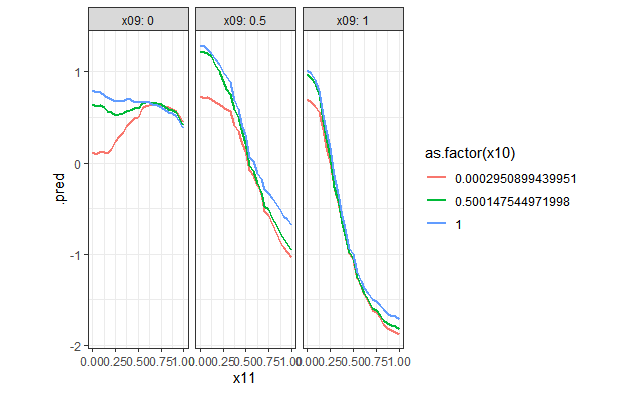 x09: 0
x09: 0.5
x09: 1
1
0
-1
-2
.pred
0.000.250.500.751.00
0.000.250.500.751.00
0.000.250.500.751.00
x11
as.factor(x10)
0.0002950899439951
0.500147544971998
1